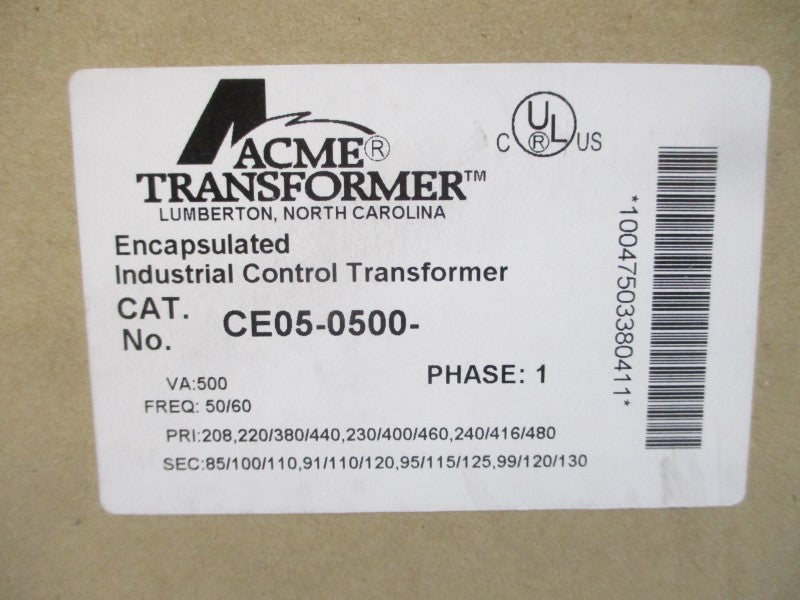 ACME®
TRANSFORMER™
LUMBERTON, NORTH CAROLINA
C UL ® US
Encapsulated
Industrial Control Transformer
CAT.
No.
CE05-0500-
VA:500
PHASE: 1
FREQ: 50/60
PRI:208,220/380/440,230/400/460,240/416/480
SEC:85/100/110,91/110/120,95/115/125,99/120/130
*10047503380411*